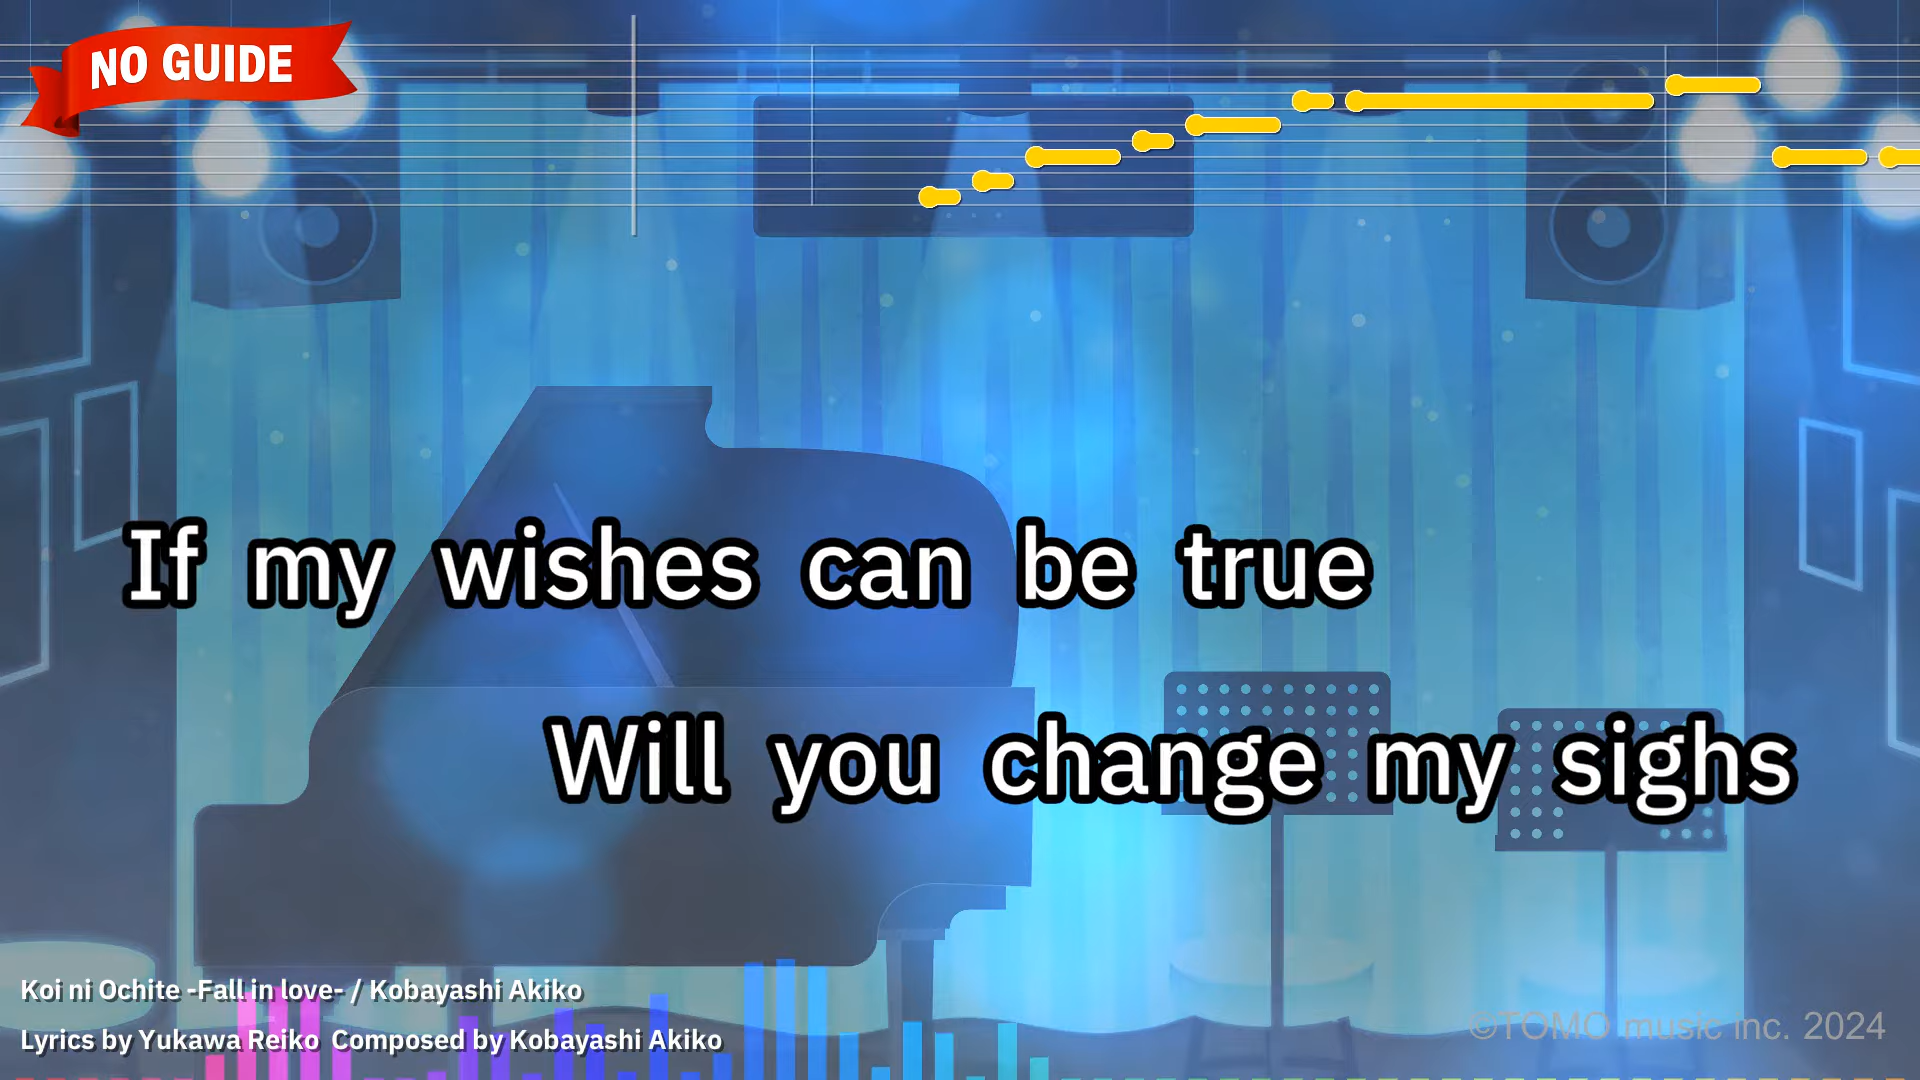 NO GUIDE
If my wishes can be true
Will you change my sighs
Koi ni Ochite -Fall in love- / Kobayashi Akiko
Lyrics by Yukawa Reiko Composed by Kobayashi Akiko
©TOMO music inc. 2024